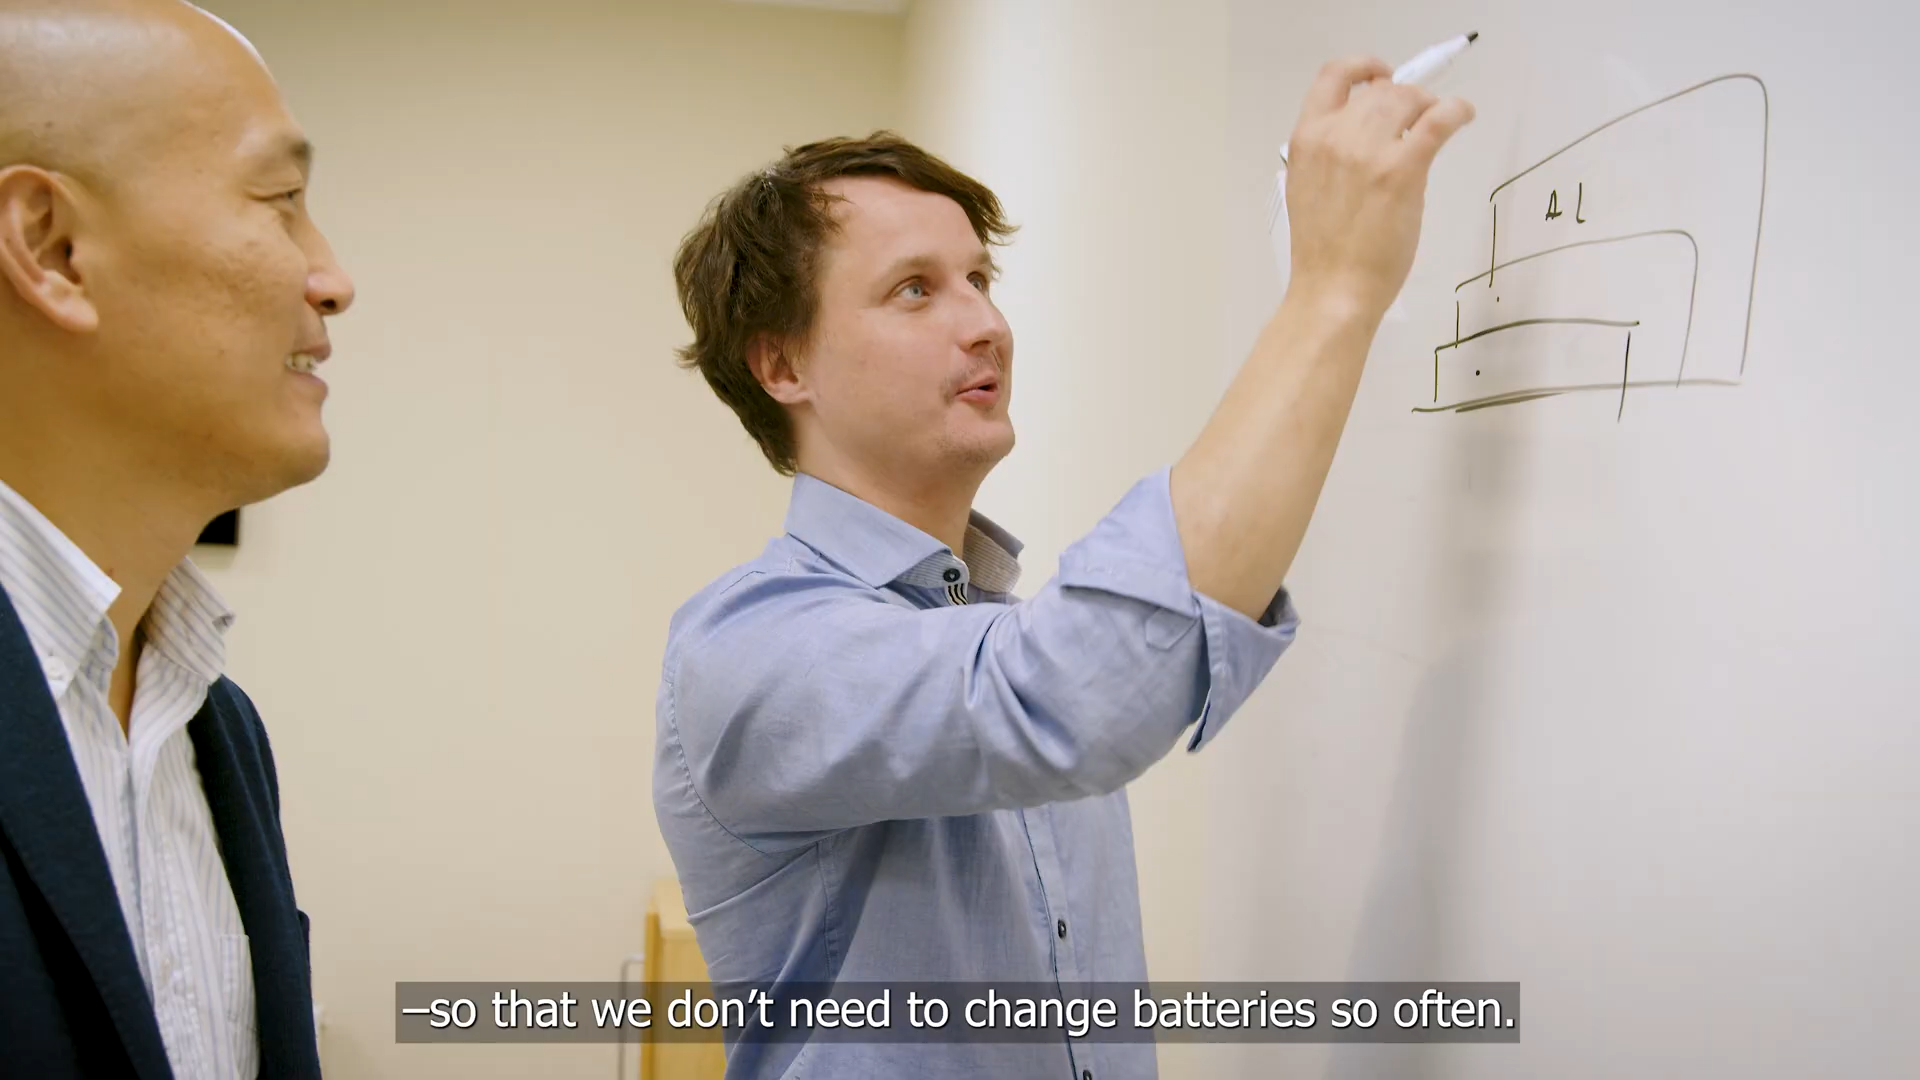 AL
–so that we don’t need to change batteries so often.